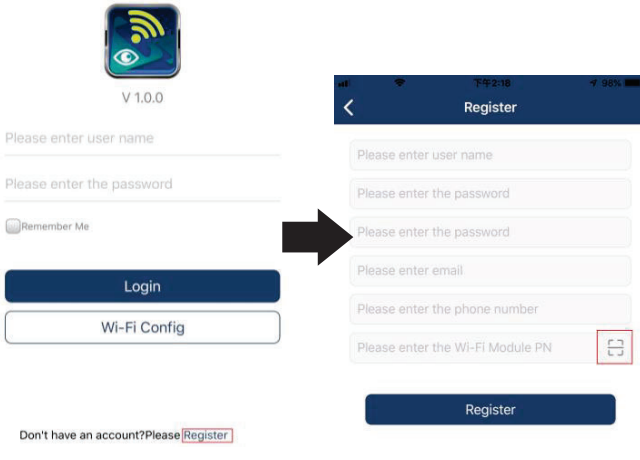 V 1.0.0
Please enter user name
Please enter the password
Remember Me
Login
Wi-Fi Config
Don't have an account?Please Register
下午2:18
98%
Register
Please enter user name
Please enter the password
Please enter the password
Please enter email
Please enter the phone number
Please enter the Wi-Fi Module PN
Register